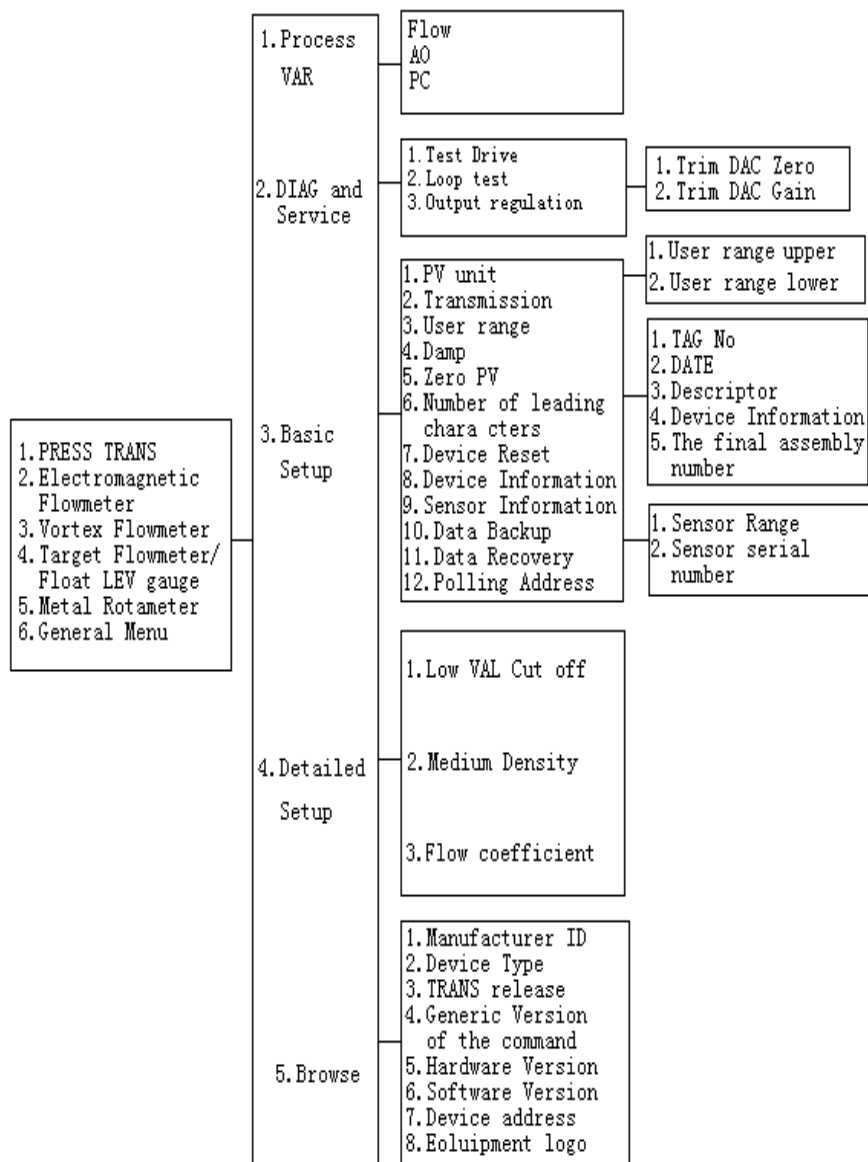 1.PRESS TRANS
2.Electromagnetic
Flowmeter
3.Vortex Flowmeter
4.Target Flowmeter/
Float LEV gauge
5.Metal Rotameter
6.General Menu
1.Process
VAR
2.DIAG and
Service
3.Basic
Setup
4.Detailed
Setup
5.Browse
Flow
AO
PC
1.Test Drive
2.Loop test
3.Output regulation
1.Trim DAC Zero
2.Trim DAC Gain
1.PV unit
2.Transmission
3.User range
4.Damp
5.Zero PV
6.Number of leading
chara cters
7.Device Reset
8.Device Information
9.Sensor Information
10.Data Backup
11.Data Recovery
12.Polling Address
1.User range upper
2.User range lower
1.TAG No
2.DATE
3.Descriptor
4.Device Information
5.The final assembly
number
1.Sensor Range
2.Sensor serial
number
1.Low VAL Cut off
2.Medium Density
3.Flow coefficient
1.Manufacturer ID
2.Device Type
3.TRANS release
4.Generic Version
of the command
5.Hardware Version
6.Software Version
7.Device address
8.Eoluipment logo